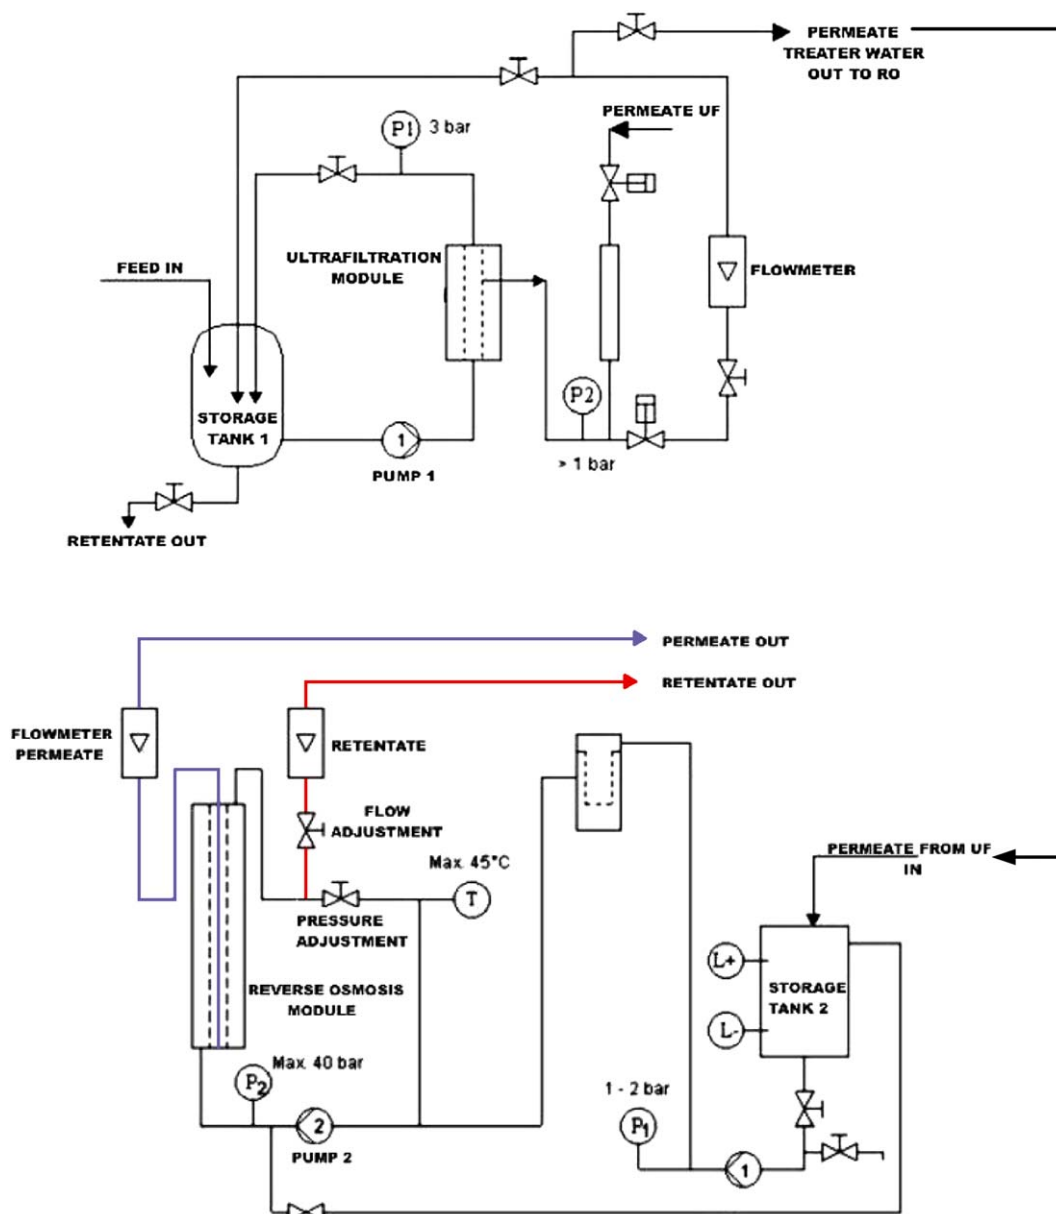 PERMEATE
TREATER WATER
OUT TO RO
PERMEATE UF
P1
3 bar
ULTRAFILTRATION
MODULE
FEED IN
FLOWMETER
P2
> 1 bar
STORAGE
TANK 1
1
PUMP 1
RETENTATE OUT
PERMEATE OUT
RETENTATE OUT
FLOWMETER
PERMEATE
RETENTATE
FLOW
ADJUSTMENT
Max. 45°C
T
PRESSURE
ADJUSTMENT
PERMEATE FROM UF
IN
REVERSE OSMOSIS
MODULE
L+
L-
STORAGE
TANK 2
Max. 40 bar
P2
2
PUMP 2
1 - 2 bar
P1
1